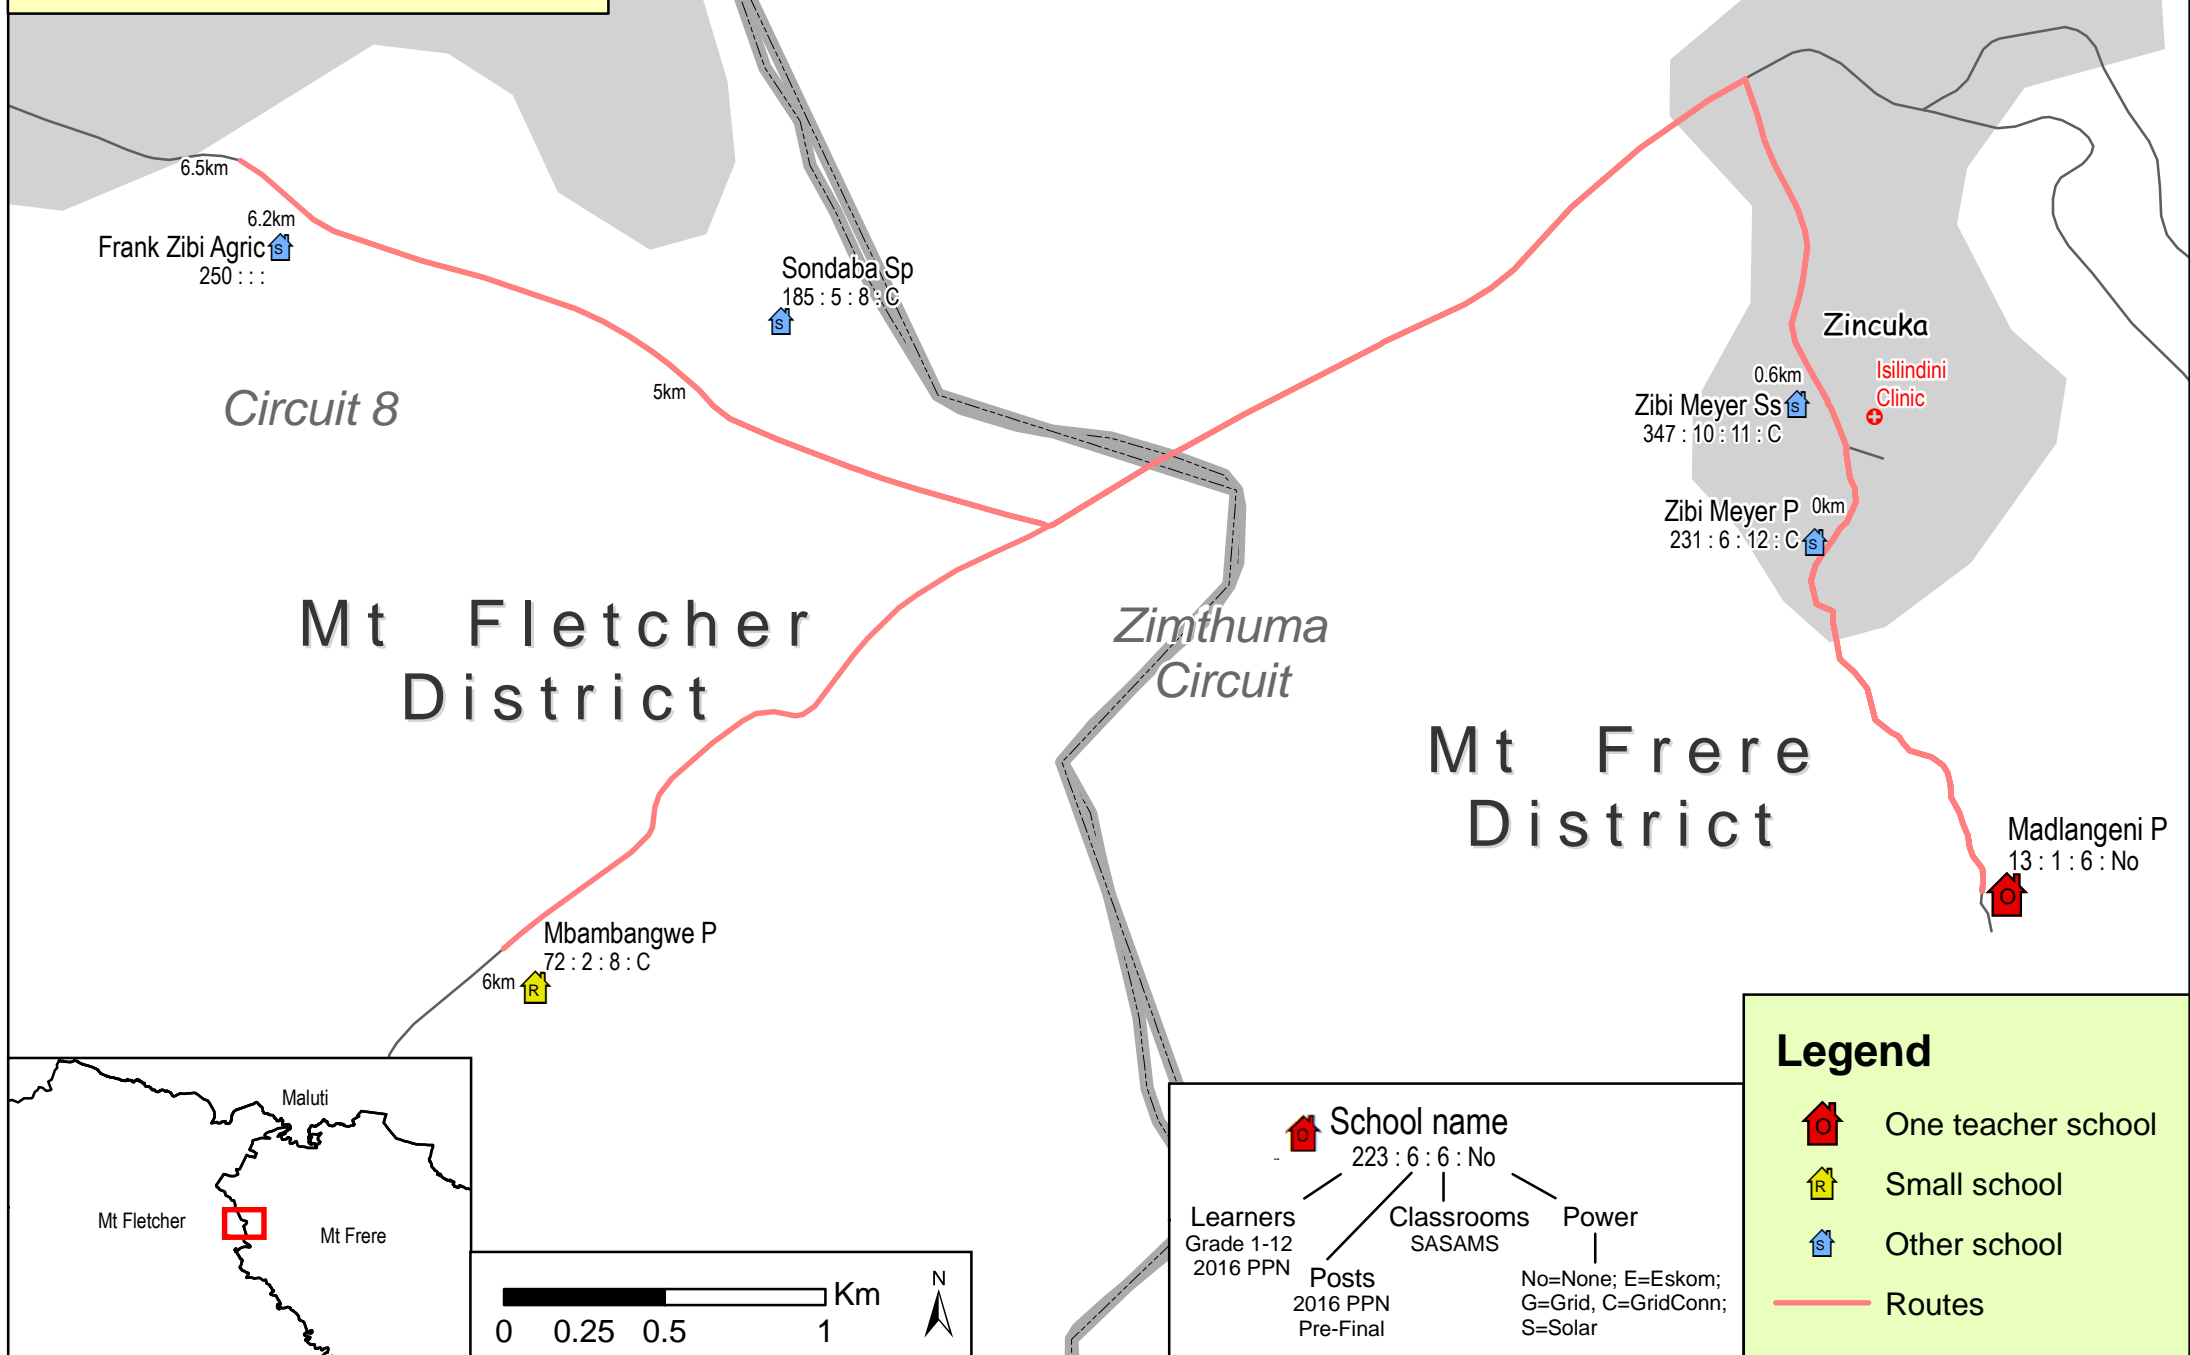 6.5km
6.2km
Frank Zibi Agric
S
250 : : :
Sondaba Sp
185 : 5 : 8 : C
S
Circuit 8
5km
Zincuka
Isilindini
Clinic
0.6km
Zibi Meyer Ss
S
347 : 10 : 11 : C
Zibi Meyer P
0km
231 : 6 : 12 : C
S
Mt Fletcher
District
Zimthuma
Circuit
Mt Frere
District
Madlangeni P
13 : 1 : 6 : No
O
Mbambangwe P
72 : 2 : 8 : C
6km
R
Maluti
Mt Fletcher
Mt Frere
Km
0 0.25 0.5 1
N
O
School name
223 : 6 : 6 : No
Learners
Grade 1-12
2016 PPN
Posts
2016 PPN
Pre-Final
Classrooms
SASAMS
Power
No=None; E=Eskom;
G=Grid, C=GridConn;
S=Solar
Legend
O One teacher school
R Small school
S Other school
Routes